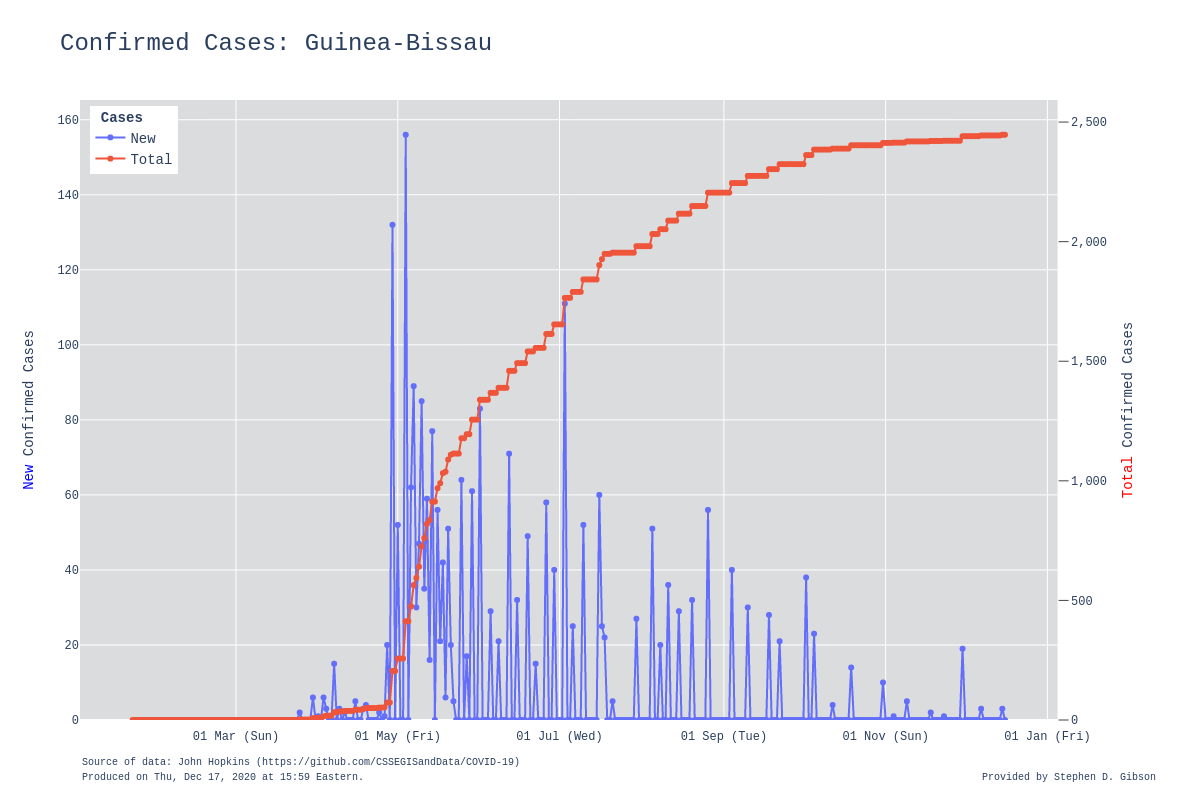 Confirmed Cases: Guinea-Bissau
Cases
New
Total
160
140
120
100
80
60
40
20
0
2,500
2,000
1,500
1,000
500
0
New Confirmed Cases
Total Confirmed Cases
01 Mar (Sun) 01 May (Fri) 01 Jul (Wed) 01 Sep (Tue) 01 Nov (Sun) 01 Jan (Fri)
Source of data: John Hopkins (https://github.com/CSSEGISandData/COVID-19)
Produced on Thu, Dec 17, 2020 at 15:59 Eastern.
Provided by Stephen D. Gibson